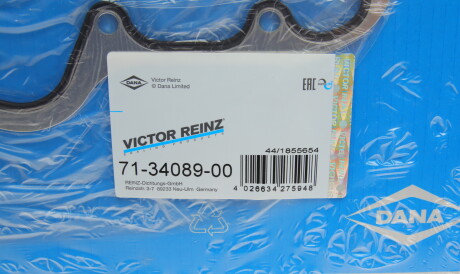 DANA
Victor Reinz
© Dana Limited
EAC
VICTOR REINZ
44/1855654
71-34089-00
REINZ-Dichtungs-GmbH
Reinzstr. 3-7, 89233 Neu-Ulm, Germany
4 026634 275948
DANA